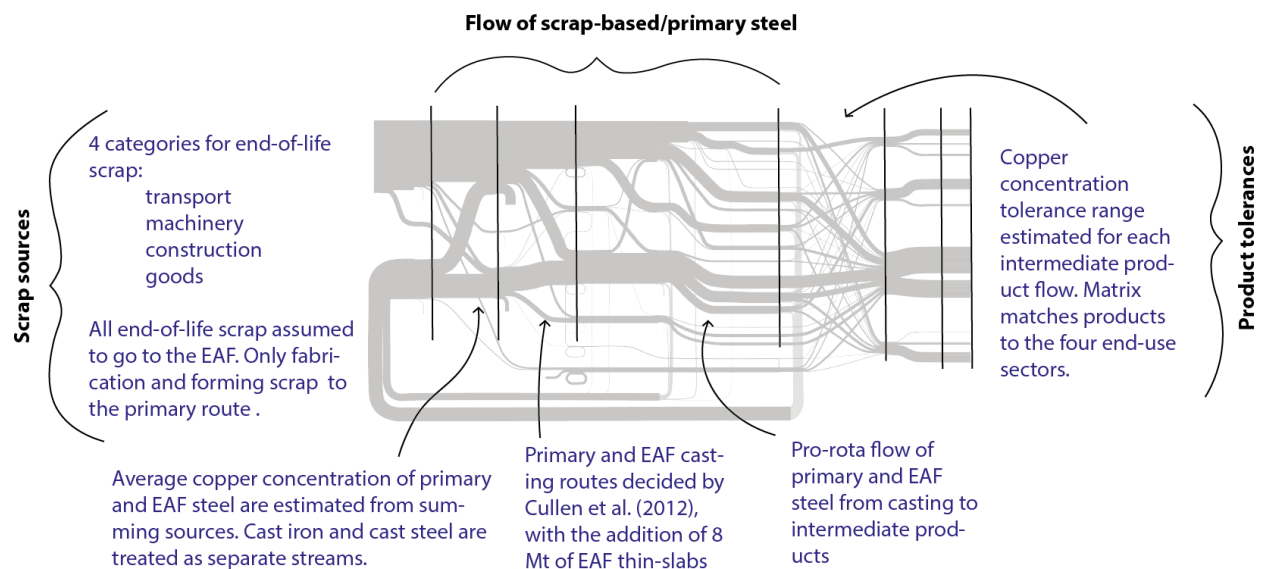 Flow of scrap-based/primary steel
Scrap sources
4 categories for end-of-life
scrap:
transport
machinery
construction
goods
All end-of-life scrap assumed
to go to the EAF. Only fabri-
cation and forming scrap to
the primary route .
Average copper concentration of primary
and EAF steel are estimated from sum-
ming sources. Cast iron and cast steel are
treated as separate streams.
Primary and EAF cast-
ing routes decided by
Cullen et al. (2012),
with the addition of 8
Mt of EAF thin-slabs
Pro-rota flow of
primary and EAF
steel from casting to
intermediate prod-
ucts
Copper
concentration
tolerance range
estimated for each
intermediate prod-
uct flow. Matrix
matches products
to the four end-use
sectors.
Product tolerances